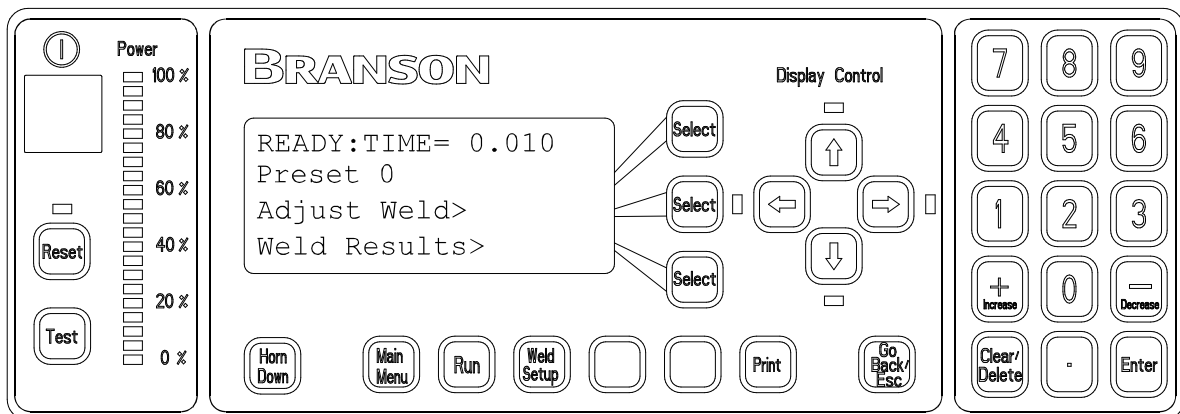 Power
100 %
80 %
60 %
40 %
20 %
0 %
Reset
Test
BRANSON
READY:TIME= 0.010
Preset 0
Adjust Weld>
Weld Results>
Select
Select
Select
Display Control
Horn Down
Main Menu
Run
Weld Setup
Print
Go Back/ Esc
7 8 9
4 5 6
1 2 3
+ Increase 0 - Decrease
Clear/ Delete . Enter